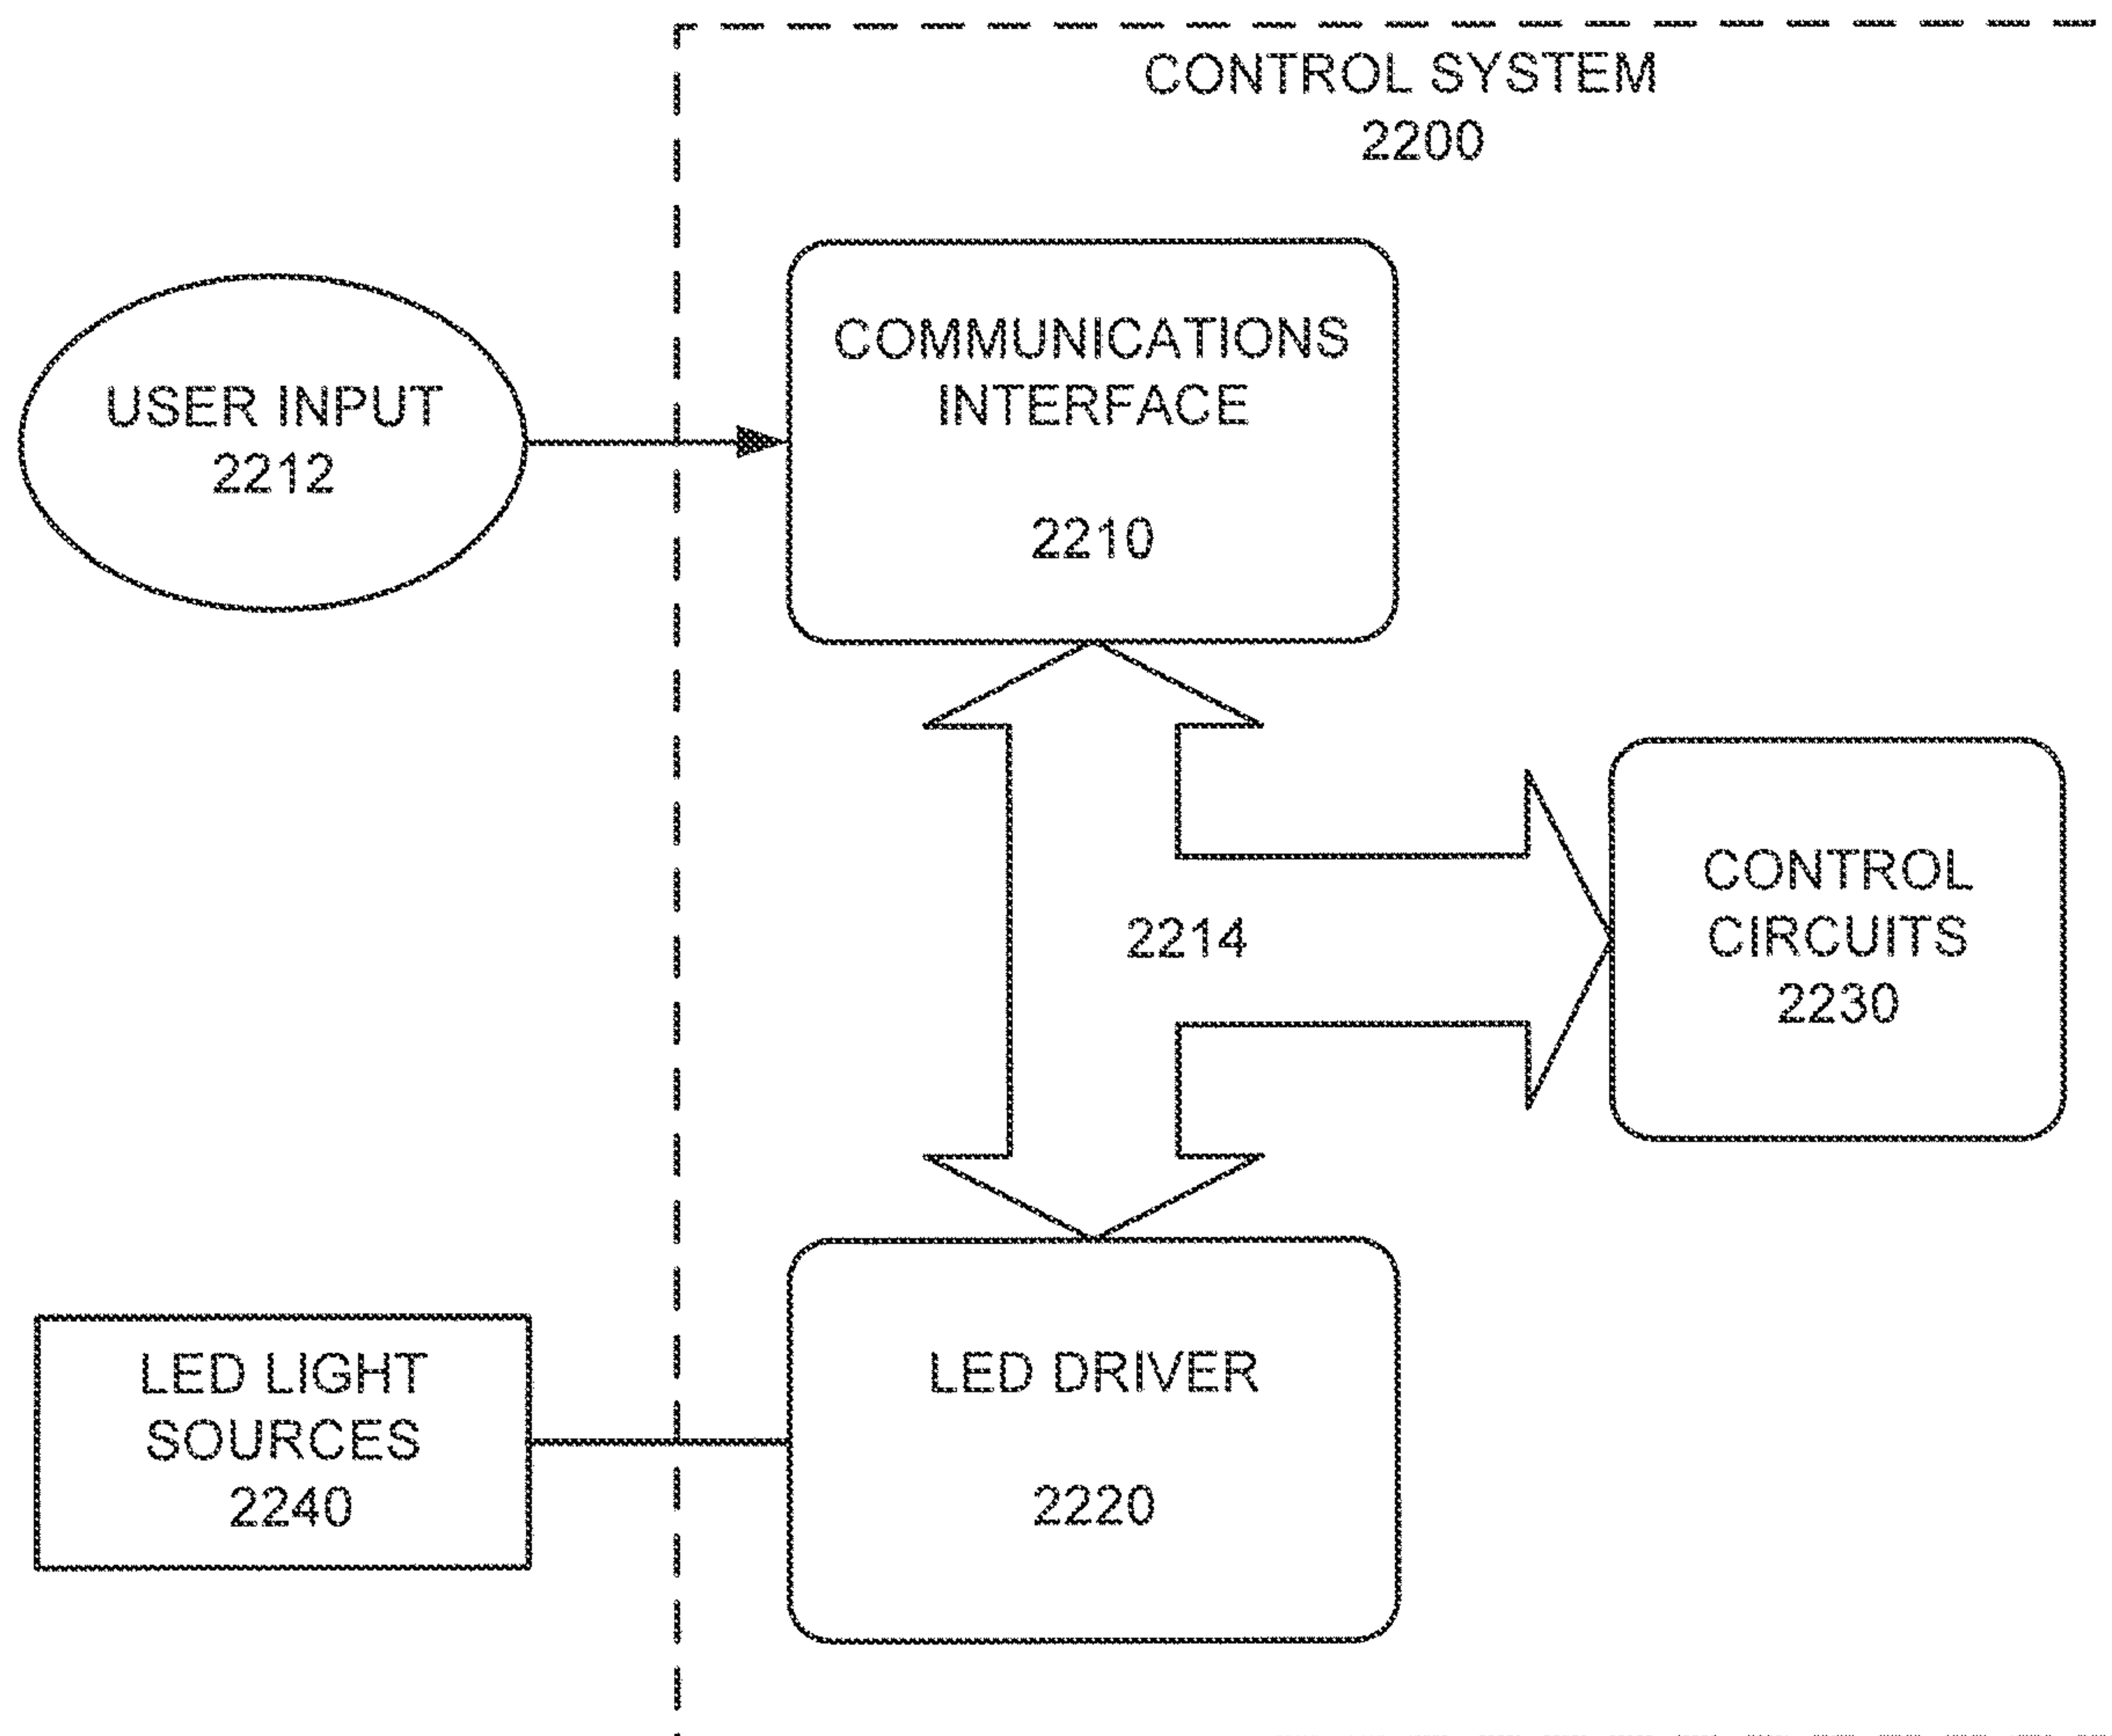 CONTROL SYSTEM
2200
COMMUNICATIONS
INTERFACE
2210
USER INPUT
2212
2214
CONTROL
CIRCUITS
2230
LED DRIVER
2220
LED LIGHT
SOURCES
2240